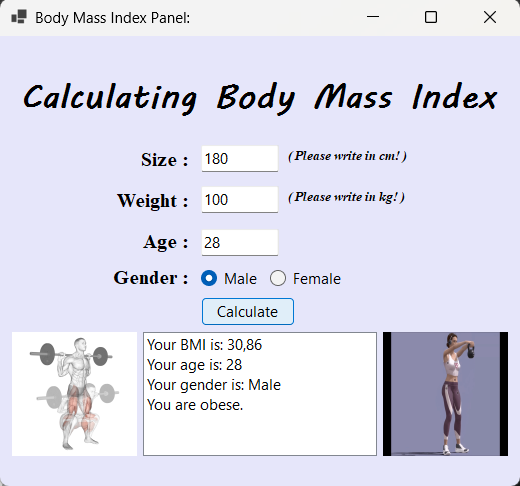 Body Mass Index Panel:
Calculating Body Mass Index
Size : 180 ( Please write in cm! )
Weight : 100 ( Please write in kg! )
Age : 28
Gender : Male Female
Calculate
Your BMI is: 30,86
Your age is: 28
Your gender is: Male
You are obese.